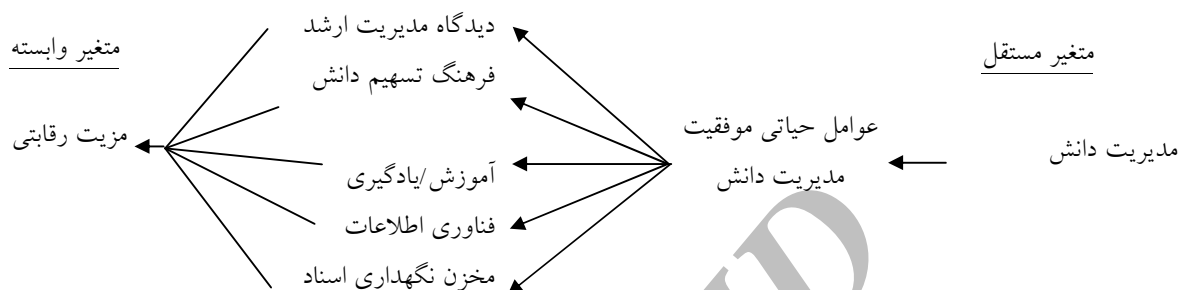 متغیر مستقل
مدیریت دانش
عوامل حیاتی موفقیت
مدیریت دانش
دیدگاه مدیریت ارشد
فرهنگ تسهیم دانش
آموزش/یادگیری
فناوری اطلاعات
مخزن نگهداری اسناد
متغیر وابسته
مزیت رقابتی